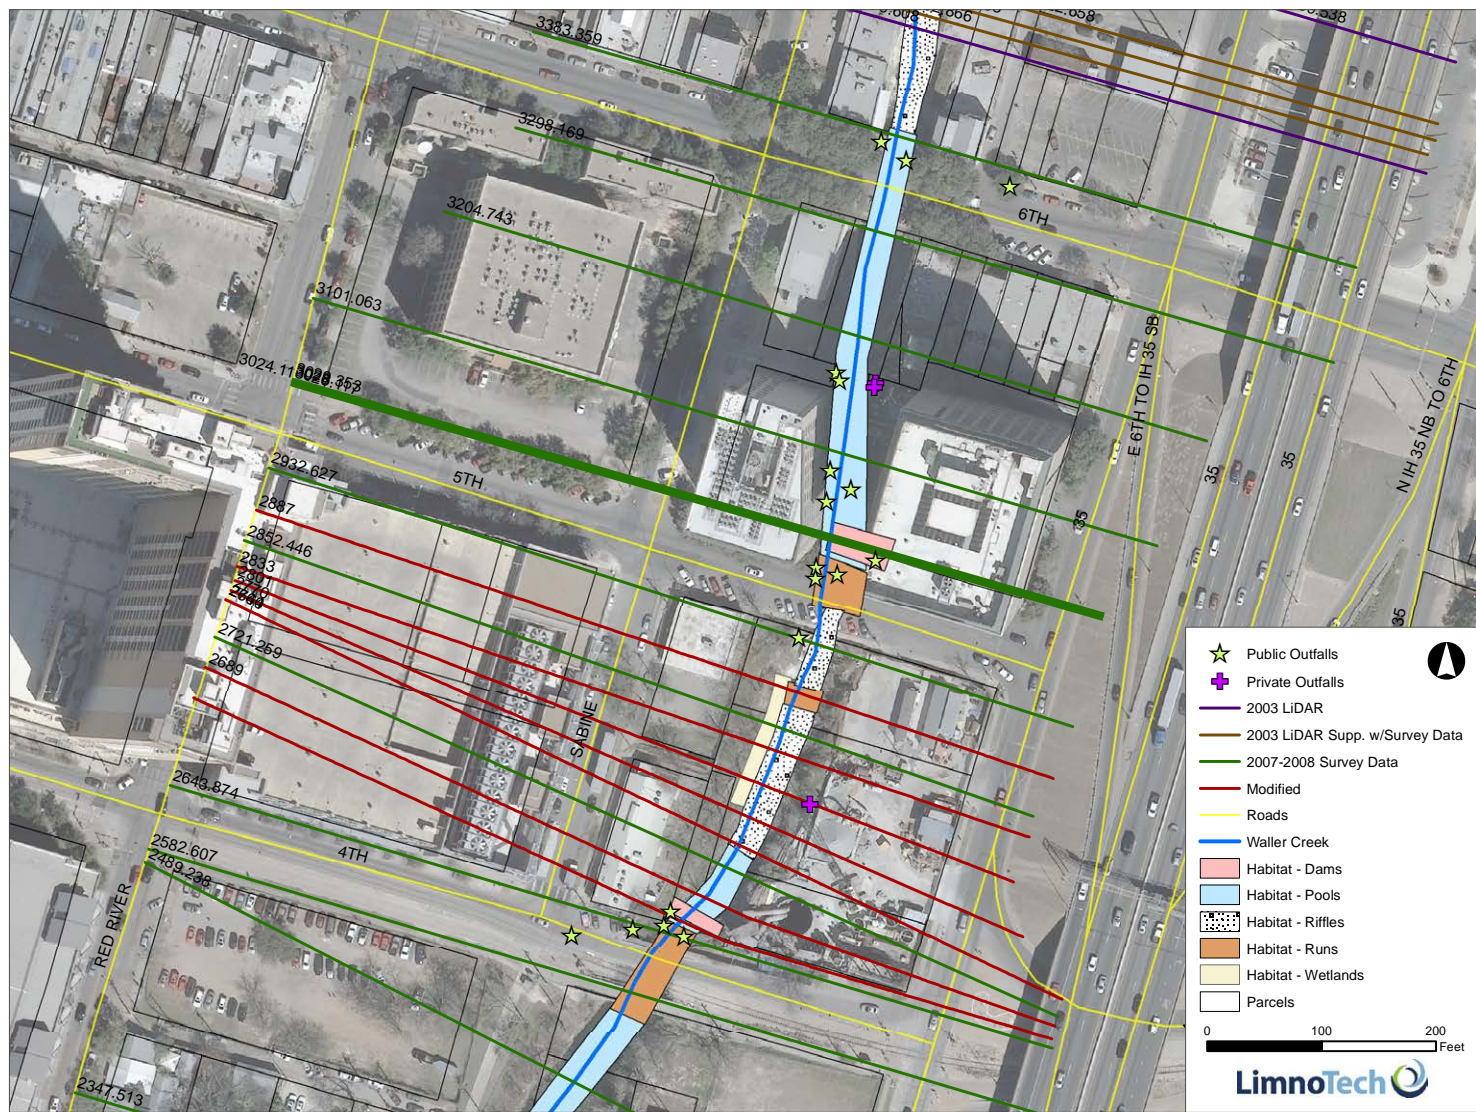 3383.359
3298.169
6TH
3204.743
3101.063
E 6TH TO IH 35 SB
N IH 35 NB TO 6TH
35
35
35
35
2932.627
5TH
2887
2852.446
2833
2721.259
2689
SABINE
2643.874
4TH
2582.607
2489.238
RED RIVER
2347.513
Public Outfalls
Private Outfalls
2003 LiDAR
2003 LiDAR Supp. w/Survey Data
2007-2008 Survey Data
Modified
Roads
Waller Creek
Habitat - Dams
Habitat - Pools
Habitat - Riffles
Habitat - Runs
Habitat - Wetlands
Parcels
0 100 200
Feet
LimnoTech